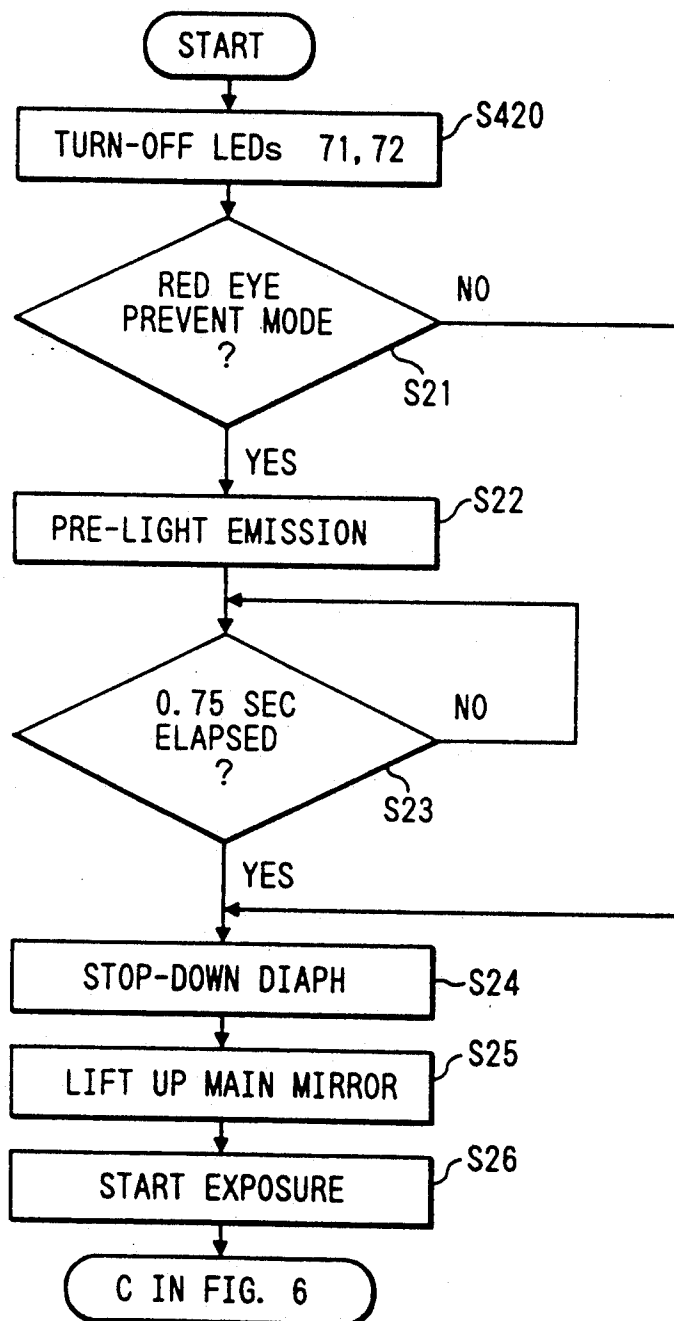 START
TURN-OFF LEDs 71, 72
S420
RED EYE
PREVENT MODE
?
NO
S21
YES
PRE-LIGHT EMISSION
S22
0.75 SEC
ELAPSED
?
NO
S23
YES
STOP-DOWN DIAPH
S24
LIFT UP MAIN MIRROR
S25
START EXPOSURE
S26
C IN FIG. 6